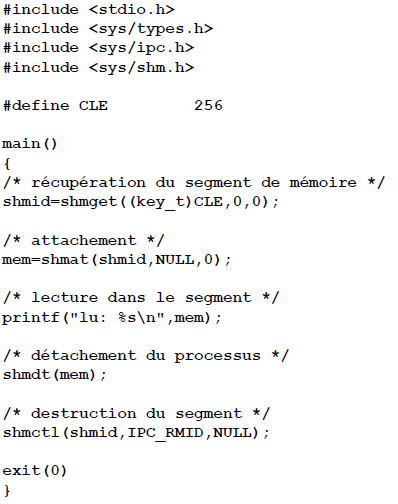 #include <stdio.h>
#include <sys/types.h>
#include <sys/ipc.h>
#include <sys/shm.h>

#define CLE         256

main()
{
/* récupération du segment de mémoire */
shmid=shmget((key_t)CLE,0,0);

/* attachement */
mem=shmat(shmid,NULL,0);

/* lecture dans le segment */
printf("lu: %s\n",mem);

/* détachement du processus */
shmdt(mem);

/* destruction du segment */
shmctl(shmid,IPC_RMID,NULL);

exit(0)
}